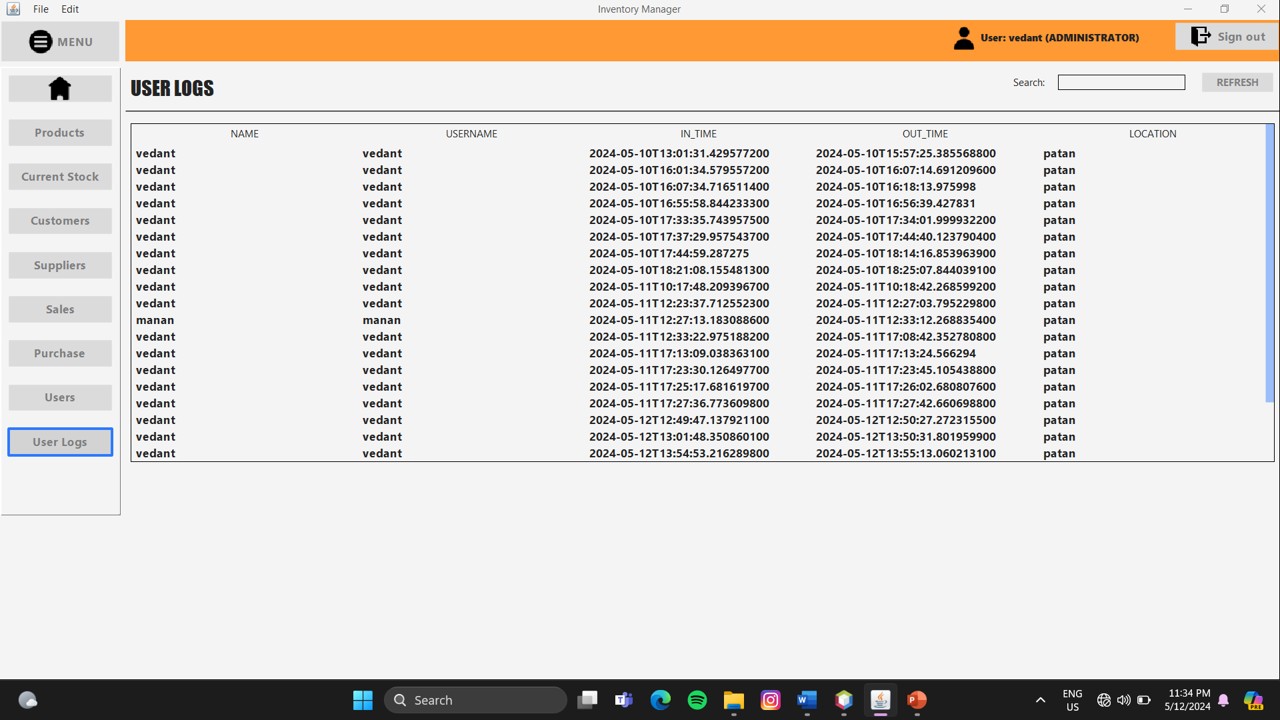 File Edit Inventory Manager
MENU User: vedant (ADMINISTRATOR) Sign out
USER LOGS Search: REFRESH
Products
Current Stock
Customers
Suppliers
Sales
Purchase
Users
User Logs
NAME USERNAME IN_TIME OUT_TIME LOCATION
vedant vedant 2024-05-10T13:01:31.429577200 2024-05-10T15:57:25.385568800 patan
vedant vedant 2024-05-10T16:01:34.579557200 2024-05-10T16:07:14.691209600 patan
vedant vedant 2024-05-10T16:07:34.716511400 2024-05-10T16:18:13.975998 patan
vedant vedant 2024-05-10T16:55:58.844233300 2024-05-10T16:56:39.427831 patan
vedant vedant 2024-05-10T17:33:35.743957500 2024-05-10T17:34:01.999932200 patan
vedant vedant 2024-05-10T17:37:29.957543700 2024-05-10T17:44:40.123790400 patan
vedant vedant 2024-05-10T17:44:59.287275 2024-05-10T18:14:16.853963900 patan
vedant vedant 2024-05-10T18:21:08.155481300 2024-05-10T18:25:07.844039100 patan
vedant vedant 2024-05-11T10:17:48.209396700 2024-05-11T10:18:42.268599200 patan
vedant vedant 2024-05-11T12:23:37.712552300 2024-05-11T12:27:03.795229800 patan
manan manan 2024-05-11T12:27:13.183088600 2024-05-11T12:33:12.268835400 patan
vedant vedant 2024-05-11T12:33:22.975188200 2024-05-11T17:08:42.352780800 patan
vedant vedant 2024-05-11T17:13:09.038363100 2024-05-11T17:13:24.566294 patan
vedant vedant 2024-05-11T17:23:30.126497700 2024-05-11T17:23:45.105438800 patan
vedant vedant 2024-05-11T17:25:17.681619700 2024-05-11T17:26:02.680807600 patan
vedant vedant 2024-05-11T17:27:36.773609800 2024-05-11T17:27:42.660698800 patan
vedant vedant 2024-05-12T12:49:47.137921100 2024-05-12T12:50:27.272315500 patan
vedant vedant 2024-05-12T13:01:48.350860100 2024-05-12T13:50:31.801959900 patan
vedant vedant 2024-05-12T13:54:53.216289800 2024-05-12T13:55:13.060213100 patan
Search ENG 11:34 PM
US 5/12/2024
PRE